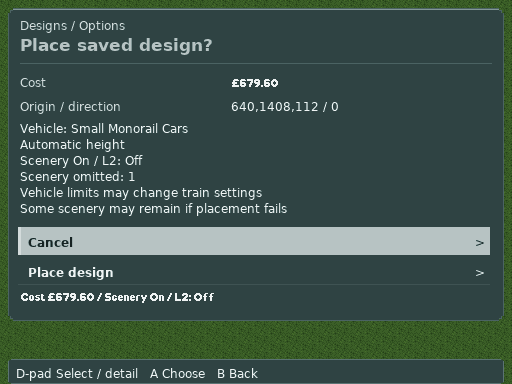 Designs / Options
Place saved design?
Cost £679.60
Origin / direction 640,1408,112 / 0
Vehicle: Small Monorail Cars
Automatic height
Scenery On / L2: Off
Scenery omitted: 1
Vehicle limits may change train settings
Some scenery may remain if placement fails
Cancel >
Place design >
Cost £679.60 / Scenery On / L2: Off
D-pad Select / detail A Choose B Back